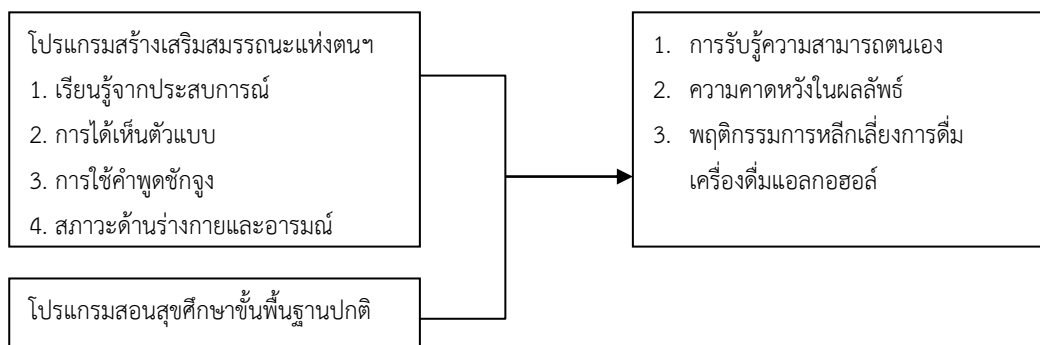 โปรแกรมสร้างเสริมสมรรถนะแห่งตนฯ
1. เรียนรู้จากประสบการณ์
2. การได้เห็นตัวแบบ
3. การใช้คำพูดชักจูง
4. สภาวะด้านร่างกายและอารมณ์
โปรแกรมสอนสุขศึกษาขั้นพื้นฐานปกติ
1. การรับรู้ความสามารถตนเอง
2. ความคาดหวังในผลลัพธ์
3. พฤติกรรมการหลีกเลี่ยงการดื่ม
เครื่องดื่มแอลกอฮอล์